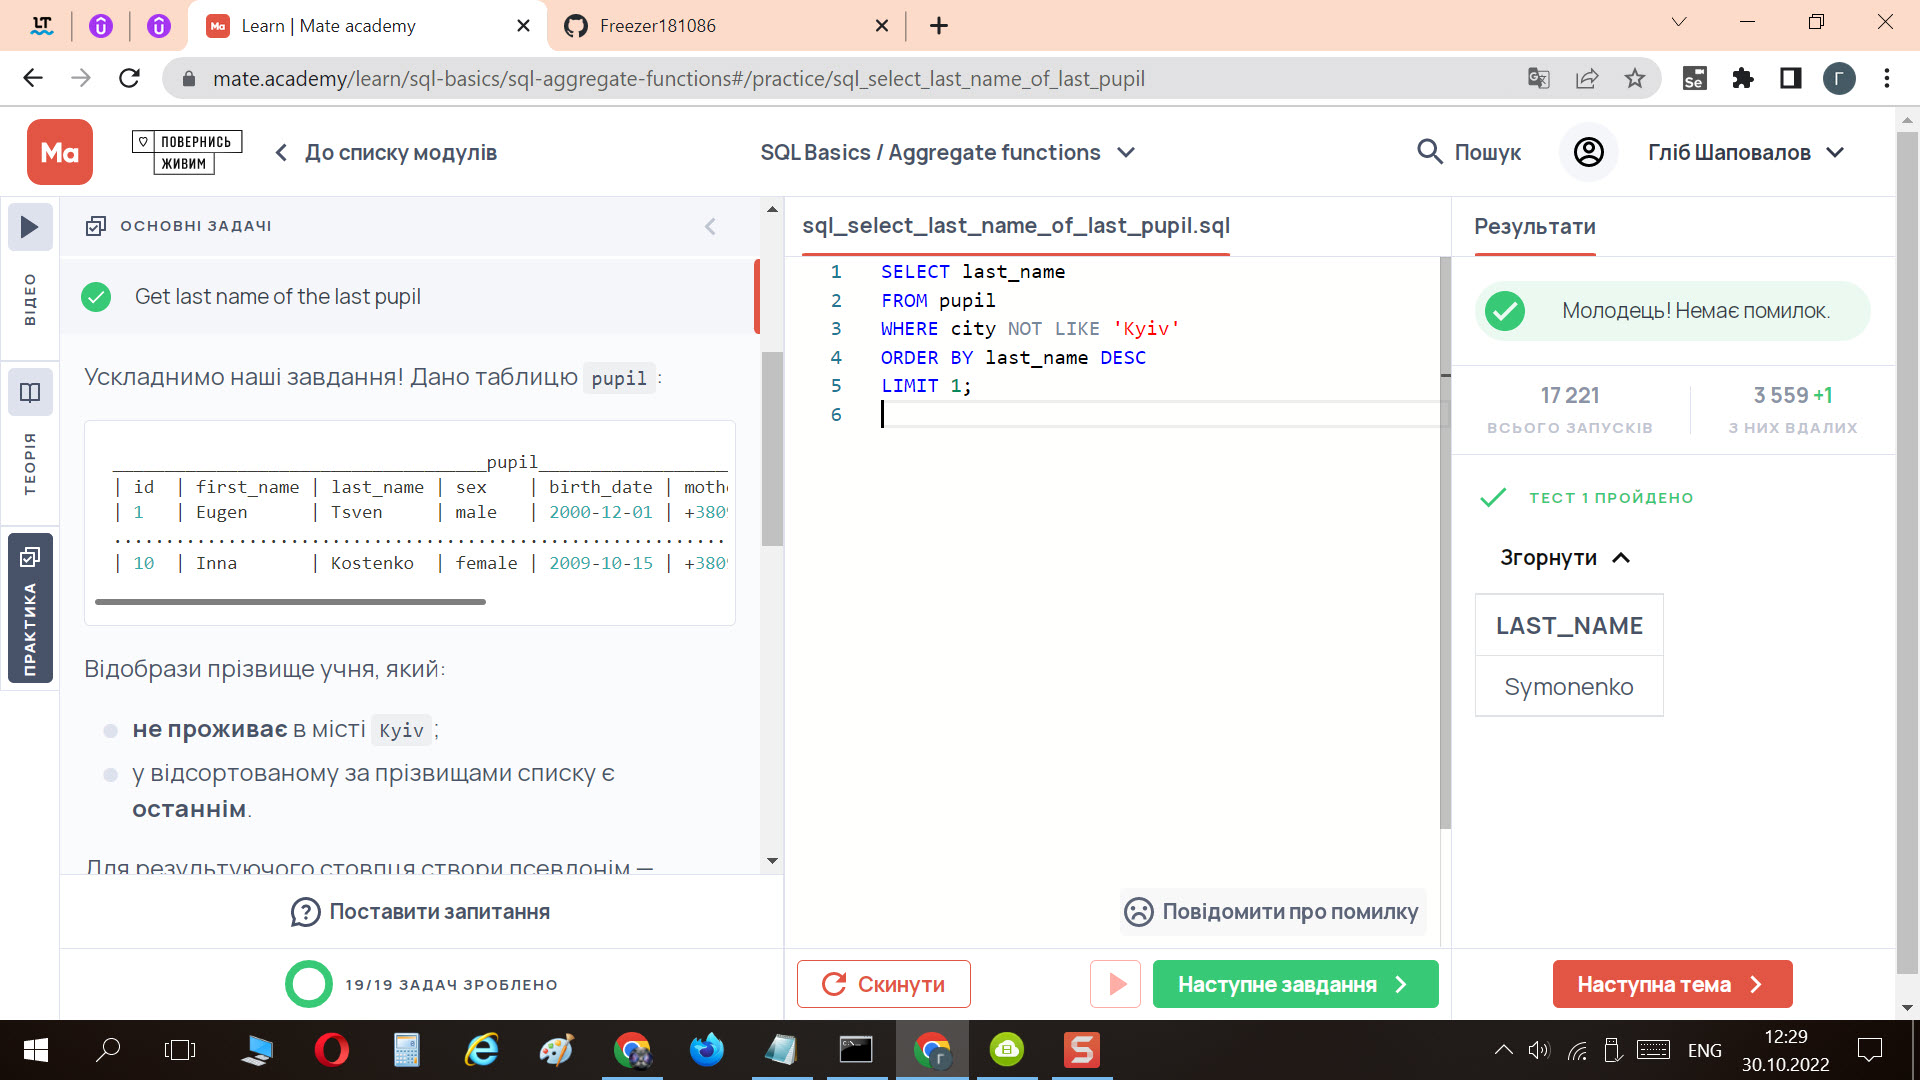 Learn | Mate academy
Freezer181086
mate.academy/learn/sql-basics/sql-aggregate-functions#/practice/sql_select_last_name_of_last_pupil
Se
Г
Ma
ПОВЕРНИСЬ
ЖИВИМ
До списку модулів
SQL Basics / Aggregate functions
Пошук
Гліб Шаповалов
ВІДЕО
ТЕОРІЯ
ПРАКТИКА
ОСНОВНІ ЗАДАЧІ
Get last name of the last pupil
Ускладнимо наші завдання! Дано таблицю pupil :
____________________________________pupil__________________
| id | first_name | last_name | sex | birth_date | moth
| 1 | Eugen | Tsven | male | 2000-12-01 | +380
...........................................................
| 10 | Inna | Kostenko | female | 2009-10-15 | +380
Відобрази прізвище учня, який:
не проживає в місті Kyiv ;
у відсортованому за прізвищами списку є
останнім.
Для результуючого стовпця створи псевдонім —
Поставити запитання
19/19 ЗАДАЧ ЗРОБЛЕНО
sql_select_last_name_of_last_pupil.sql
1 SELECT last_name
2 FROM pupil
3 WHERE city NOT LIKE 'Kyiv'
4 ORDER BY last_name DESC
5 LIMIT 1;
6
Повідомити про помилку
Скинути
Наступне завдання
Результати
Молодець! Немає помилок.
17 221
ВСЬОГО ЗАПУСКІВ
3 559 +1
З НИХ ВДАЛИХ
ТЕСТ 1 ПРОЙДЕНО
Згорнути
LAST_NAME
Symonenko
Наступна тема
ENG
12:29
30.10.2022